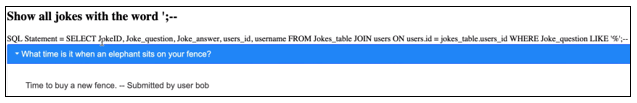 Show all jokes with the word ';--
SQL Statement = SELECT JokeID, Joke_question, Joke_answer, users_id, username FROM Jokes_table JOIN users ON users.id = jokes_table.users_id WHERE Joke_question LIKE '%';--
What time is it when an elephant sits on your fence?
Time to buy a new fence. -- Submitted by user bob